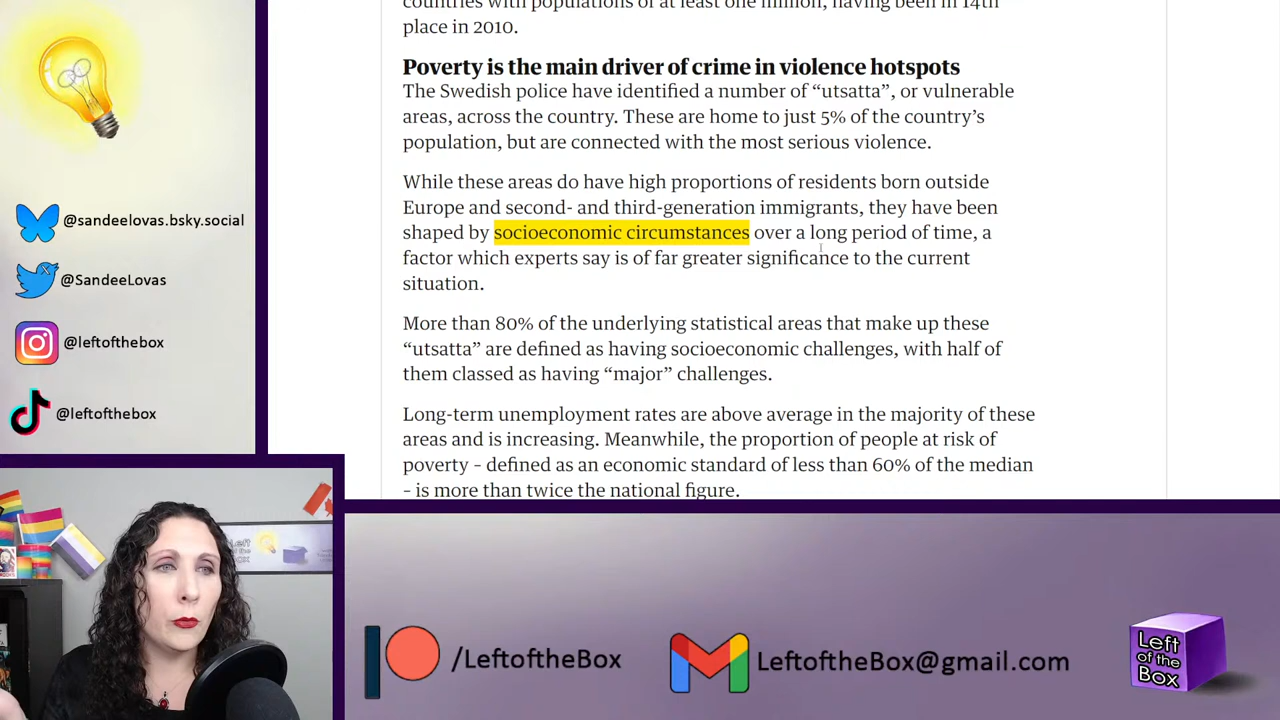 countries with populations of at least one million, having been in 14th
place in 2010.
Poverty is the main driver of crime in violence hotspots
The Swedish police have identified a number of “utsatta”, or vulnerable
areas, across the country. These are home to just 5% of the country’s
population, but are connected with the most serious violence.
While these areas do have high proportions of residents born outside
Europe and second- and third-generation immigrants, they have been
shaped by socioeconomic circumstances over a long period of time, a
factor which experts say is of far greater significance to the current
situation.
More than 80% of the underlying statistical areas that make up these
“utsatta” are defined as having socioeconomic challenges, with half of
them classed as having “major” challenges.
Long-term unemployment rates are above average in the majority of these
areas and is increasing. Meanwhile, the proportion of people at risk of
poverty – defined as an economic standard of less than 60% of the median
– is more than twice the national figure.
@sandeelovas.bsky.social
@SandeeLovas
@leftofthebox
@leftofthebox
Left
of the
Box
/LeftoftheBox
LeftoftheBox@gmail.com
Left
of the
Box